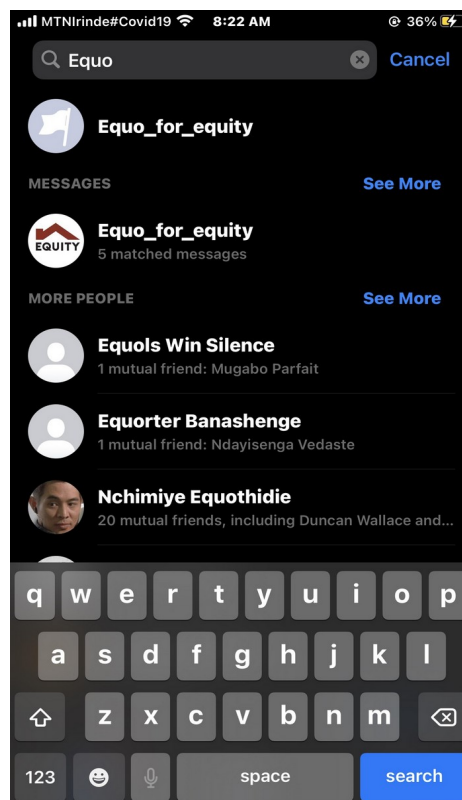 MTNIrinde#Covid19 8:22 AM 36%
Equo Cancel
Equo_for_equity
MESSAGES See More
EQUITY
Equo_for_equity
5 matched messages
MORE PEOPLE See More
Equols Win Silence
1 mutual friend: Mugabo Parfait
Equorter Banashenge
1 mutual friend: Ndayisenga Vedaste
Nchimiye Equothidie
20 mutual friends, including Duncan Wallace and...
q w e r t y u i o p
a s d f g h j k l
z x c v b n m
123 space search